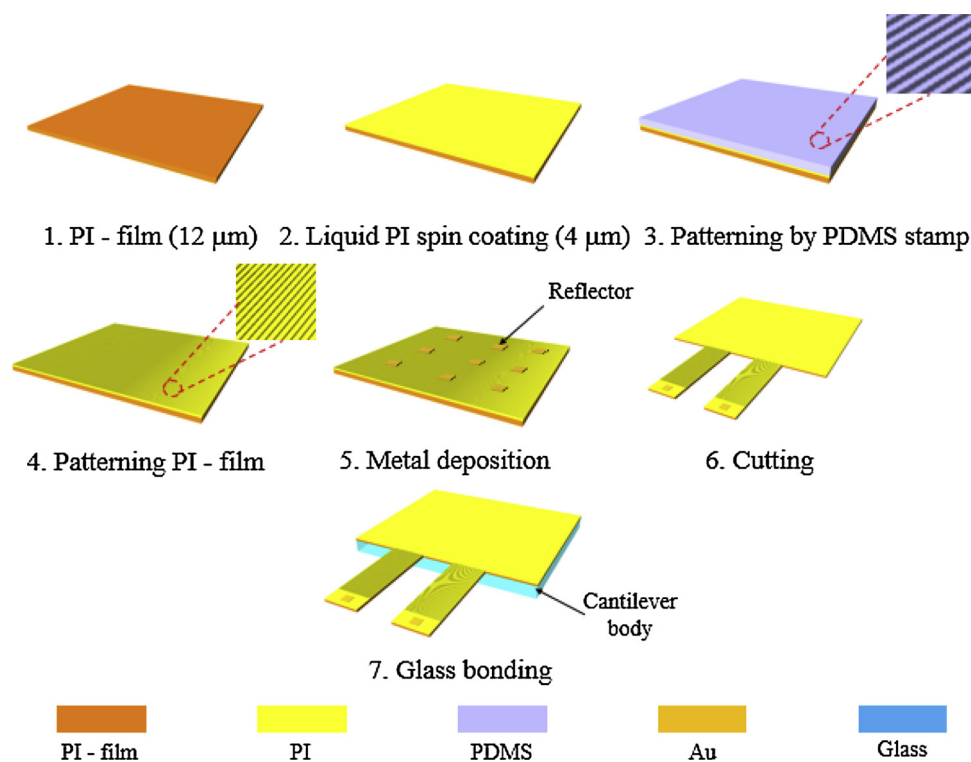 1. PI - film (12 μm)
2. Liquid PI spin coating (4 μm)
3. Patterning by PDMS stamp
Reflector
4. Patterning PI - film
5. Metal deposition
6. Cutting
Cantilever
body
7. Glass bonding
PI - film
PI
PDMS
Au
Glass